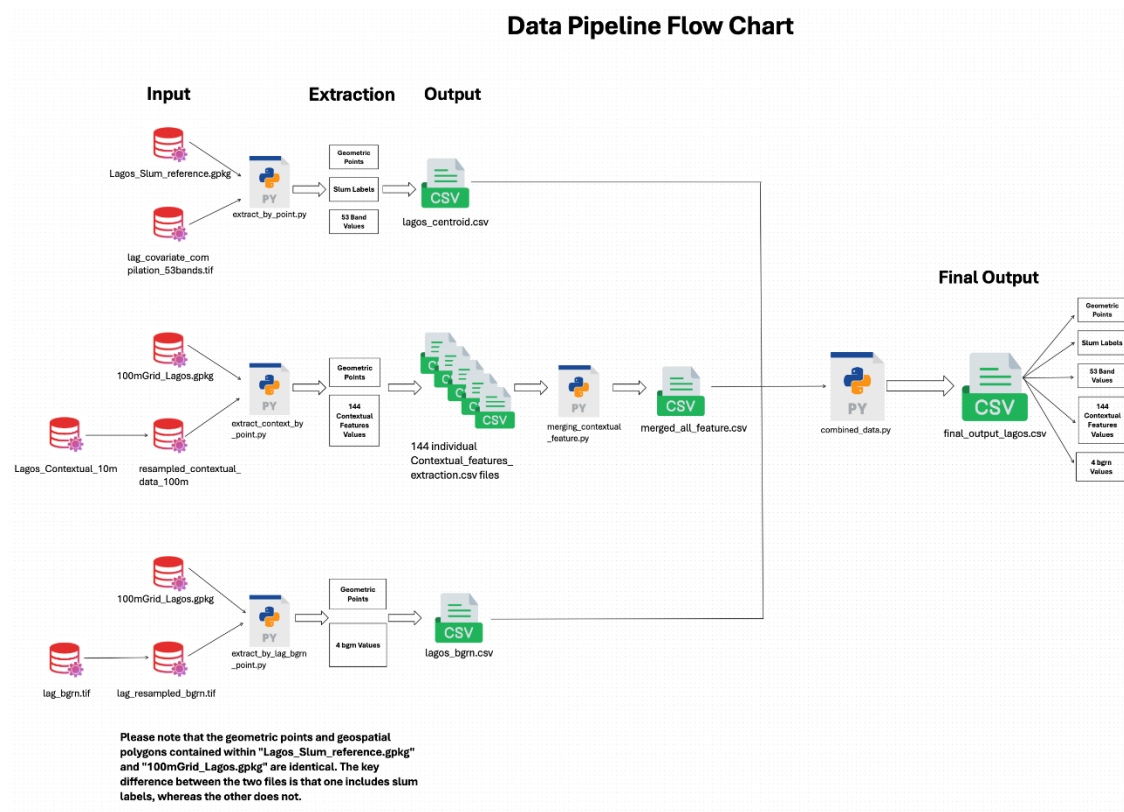 Data Pipeline Flow Chart
Input
Extraction
Output
Lagos_Slum_reference.gpkg
lag_covariate_com
pilation_53bands.tif
PY
extract_by_point.py
Geometric
Points
Slum Labels
53 Band
Values
CSV
lagos_centroid.csv
100mGrid_Lagos.gpkg
Lagos_Contextual_10m
resampled_contextual_
data_100m
PY
extract_context_by
_point.py
Geometric
Points
144
Contextual
Features
Values
CSV
144 individual
Contextual_features_
extraction.csv files
PY
merging_contextual
_feature.py
CSV
merged_all_feature.csv
100mGrid_Lagos.gpkg
lag_bgrn.tif
lag_resampled_bgrn.tif
PY
extract_by_lag_bgrn
_point.py
Geometric
Points
4 bgrn Values
CSV
lagos_bgrn.csv
PY
combined_data.py
Final Output
CSV
final_output_lagos.csv
Geometric
Points
Slum Labels
53 Band
Values
144
Contextual
Features
Values
4 bgrn
Values
Please note that the geometric points and geospatial
polygons contained within "Lagos_Slum_reference.gpkg"
and "100mGrid_Lagos.gpkg" are identical. The key
difference between the two files is that one includes slum
labels, whereas the other does not.